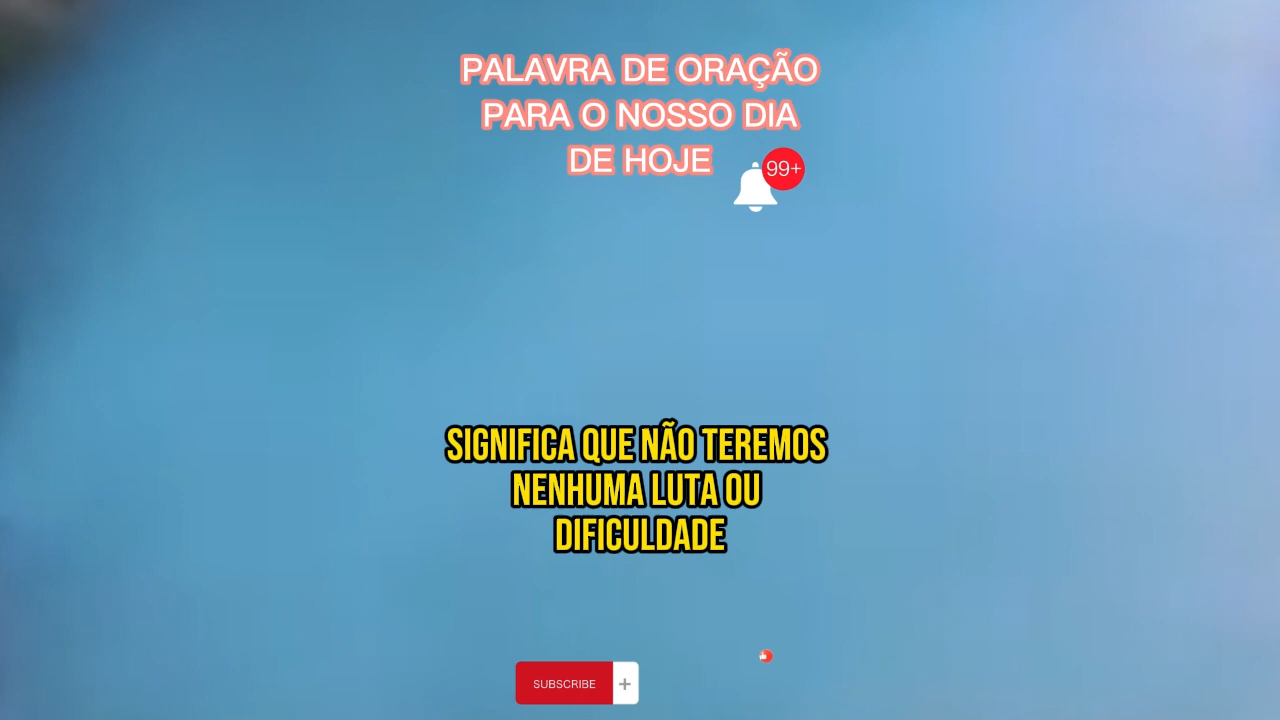 PALAVRA DE ORAÇÃO
PARA O NOSSO DIA
DE HOJE
99+
SIGNIFICA QUE NÃO TEREMOS
NENHUMA LUTA OU
DIFICULDADE
SUBSCRIBE +